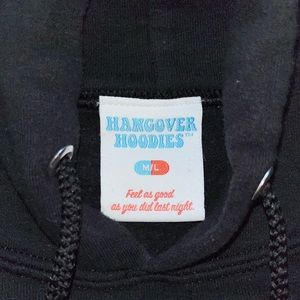 HANGOVER
HOODIES™
M/L
Feel as good
as you did last night.